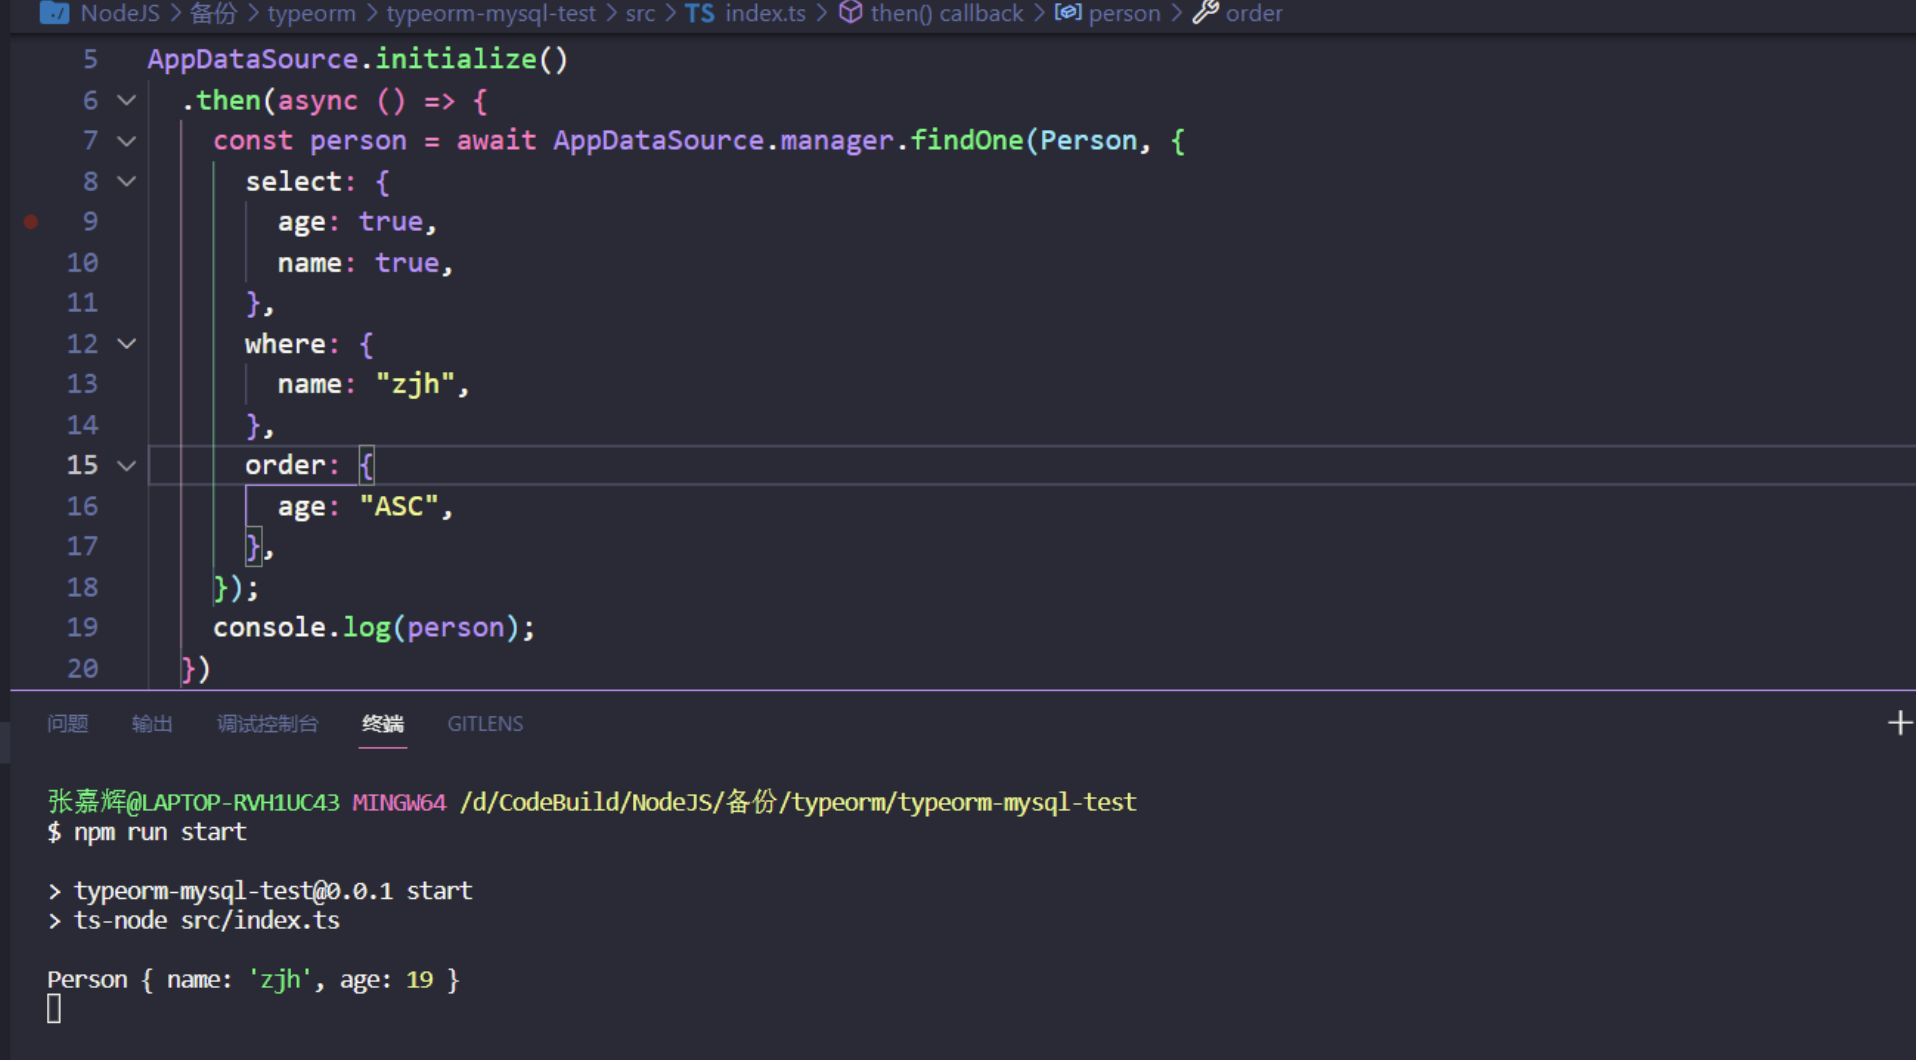 NodeJS > 备份 > typeorm > typeorm-mysql-test > src > TS index.ts > then() callback > person > order
5 AppDataSource.initialize()
6 .then(async () => {
7 const person = await AppDataSource.manager.findOne(Person, {
8 select: {
9 age: true,
10 name: true,
11 },
12 where: {
13 name: "zjh",
14 },
15 order: {
16 age: "ASC",
17 },
18 });
19 console.log(person);
20 })
问题 输出 调试控制台 终端 GITLENS
张嘉辉@LAPTOP-RVH1UC43 MINGW64 /d/CodeBuild/NodeJS/备份/typeorm/typeorm-mysql-test
$ npm run start
> typeorm-mysql-test@0.0.1 start
> ts-node src/index.ts
Person { name: 'zjh', age: 19 }